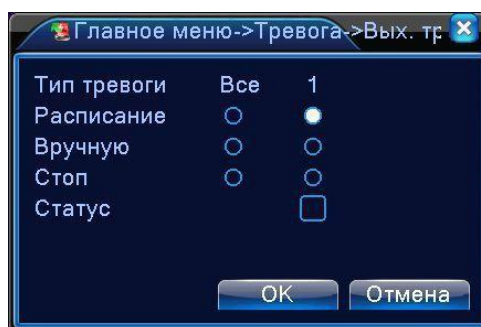 Главное меню->Тревога->Вых. тр
Тип тревоги Все 1
Расписание
Вручную
Стоп
Статус
OK Отмена